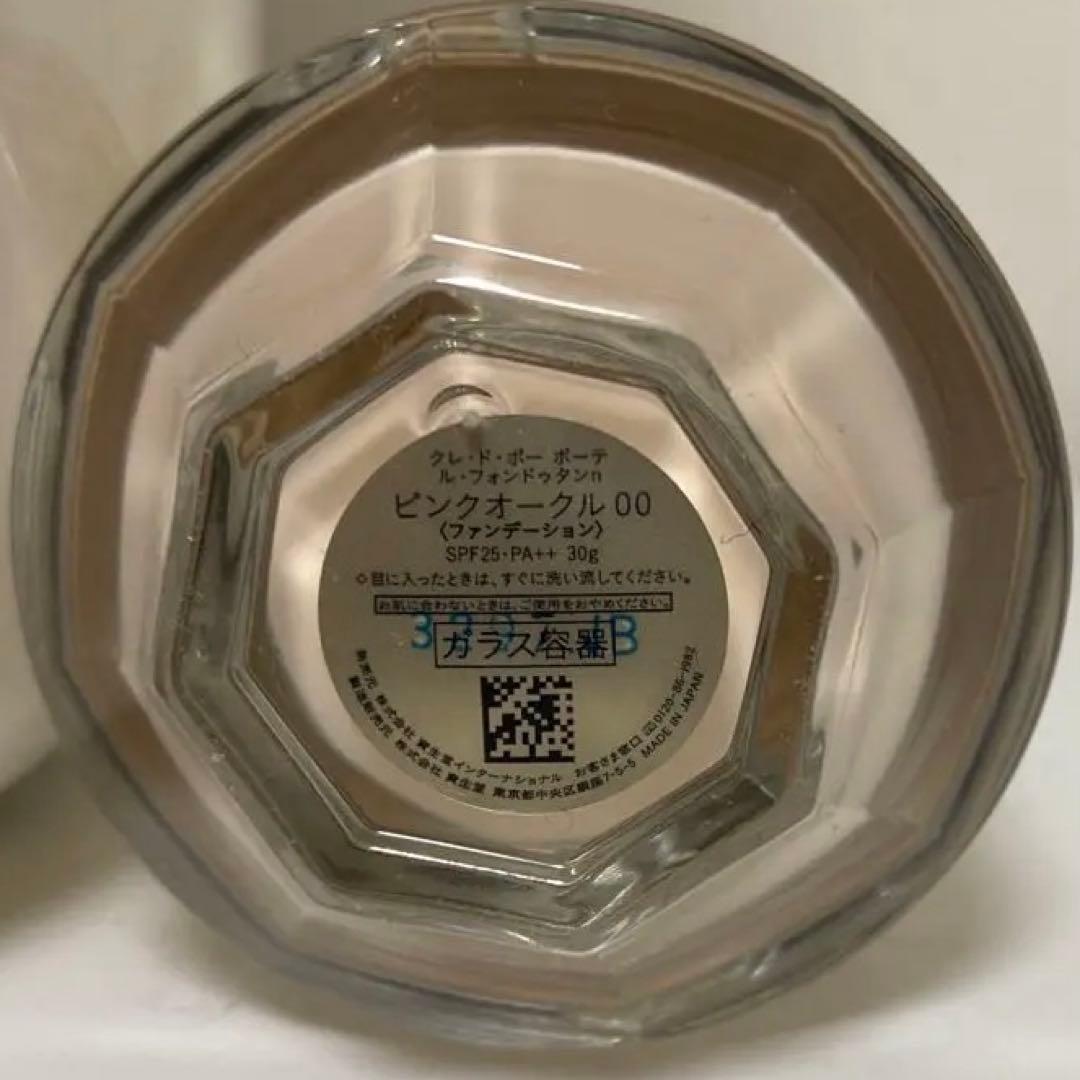 クレ・ド・ポー ボーテ
ル・フォンドゥタンn
ピンクオークル 00
〈ファンデーション〉
SPF25・PA++ 30g
◇目に入ったときは、すぐに洗い流してください。
お肌に合わないときは、ご使用をおやめください。
ガラス容器
発売元 株式会社 資生堂インターナショナル お客さま窓口 0120-86-1982
製造販売元 株式会社 資生堂 東京都中央区銀座7-5-5 MADE IN JAPAN